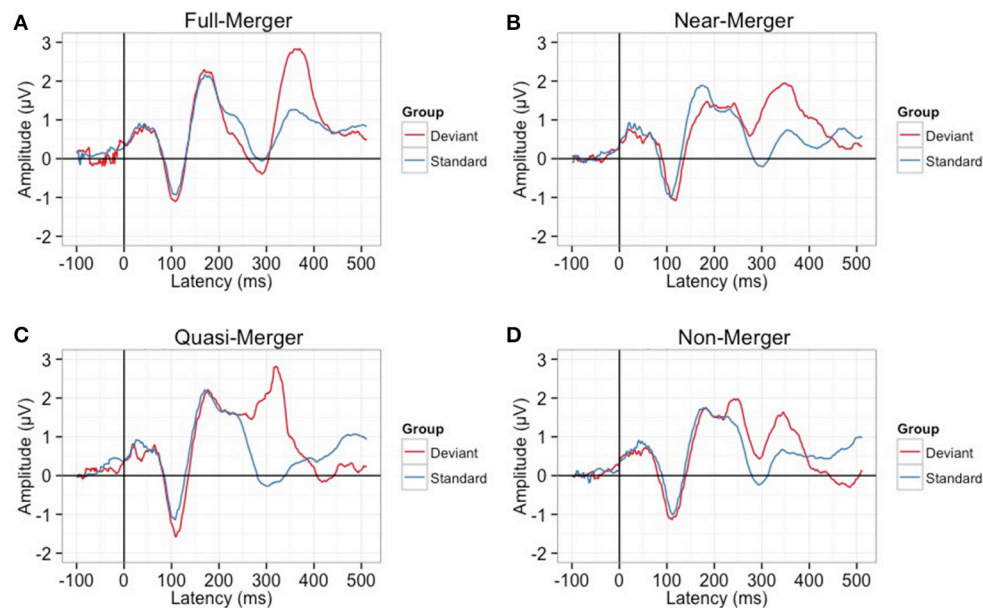 A
Full-Merger
Amplitude (µV)
3
2
1
0
-1
-2
-100 0 100 200 300 400 500
Latency (ms)
Group
Deviant
Standard
B
Near-Merger
Amplitude (µV)
3
2
1
0
-1
-2
-100 0 100 200 300 400 500
Latency (ms)
Group
Deviant
Standard
C
Quasi-Merger
Amplitude (µV)
3
2
1
0
-1
-2
-100 0 100 200 300 400 500
Latency (ms)
Group
Deviant
Standard
D
Non-Merger
Amplitude (µV)
3
2
1
0
-1
-2
-100 0 100 200 300 400 500
Latency (ms)
Group
Deviant
Standard